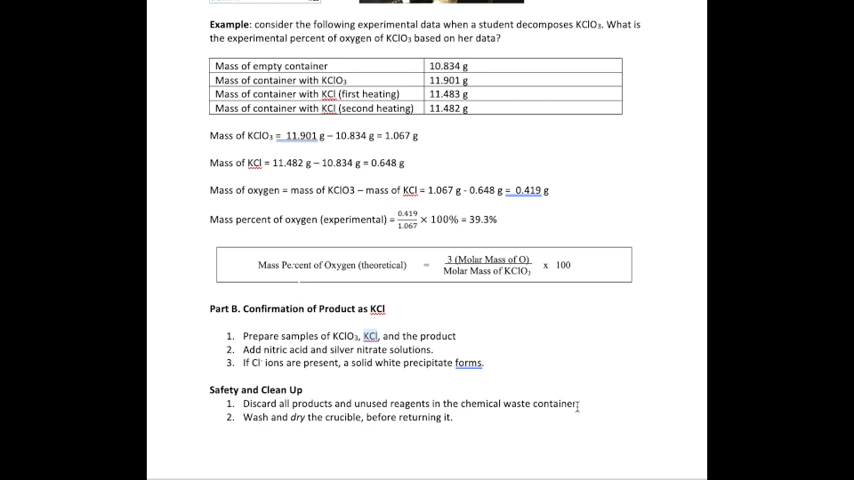 Example: consider the following experimental data when a student decomposes KClO₃. What is
the experimental percent of oxygen of KClO₃ based on her data?
Mass of empty container 10.834 g
Mass of container with KClO₃ 11.901 g
Mass of container with KCl (first heating) 11.483 g
Mass of container with KCl (second heating) 11.482 g
Mass of KClO₃ = 11.901 g – 10.834 g = 1.067 g
Mass of KCl = 11.482 g – 10.834 g = 0.648 g
Mass of oxygen = mass of KClO3 – mass of KCl = 1.067 g - 0.648 g = 0.419 g
Mass percent of oxygen (experimental) = 0.419/1.067 × 100% = 39.3%
Mass Percent of Oxygen (theoretical) = 3 (Molar Mass of O) / Molar Mass of KClO₃ x 100
Part B. Confirmation of Product as KCl
1. Prepare samples of KClO₃, KCl, and the product
2. Add nitric acid and silver nitrate solutions.
3. If Cl⁻ ions are present, a solid white precipitate forms.
Safety and Clean Up
1. Discard all products and unused reagents in the chemical waste container.
2. Wash and dry the crucible, before returning it.